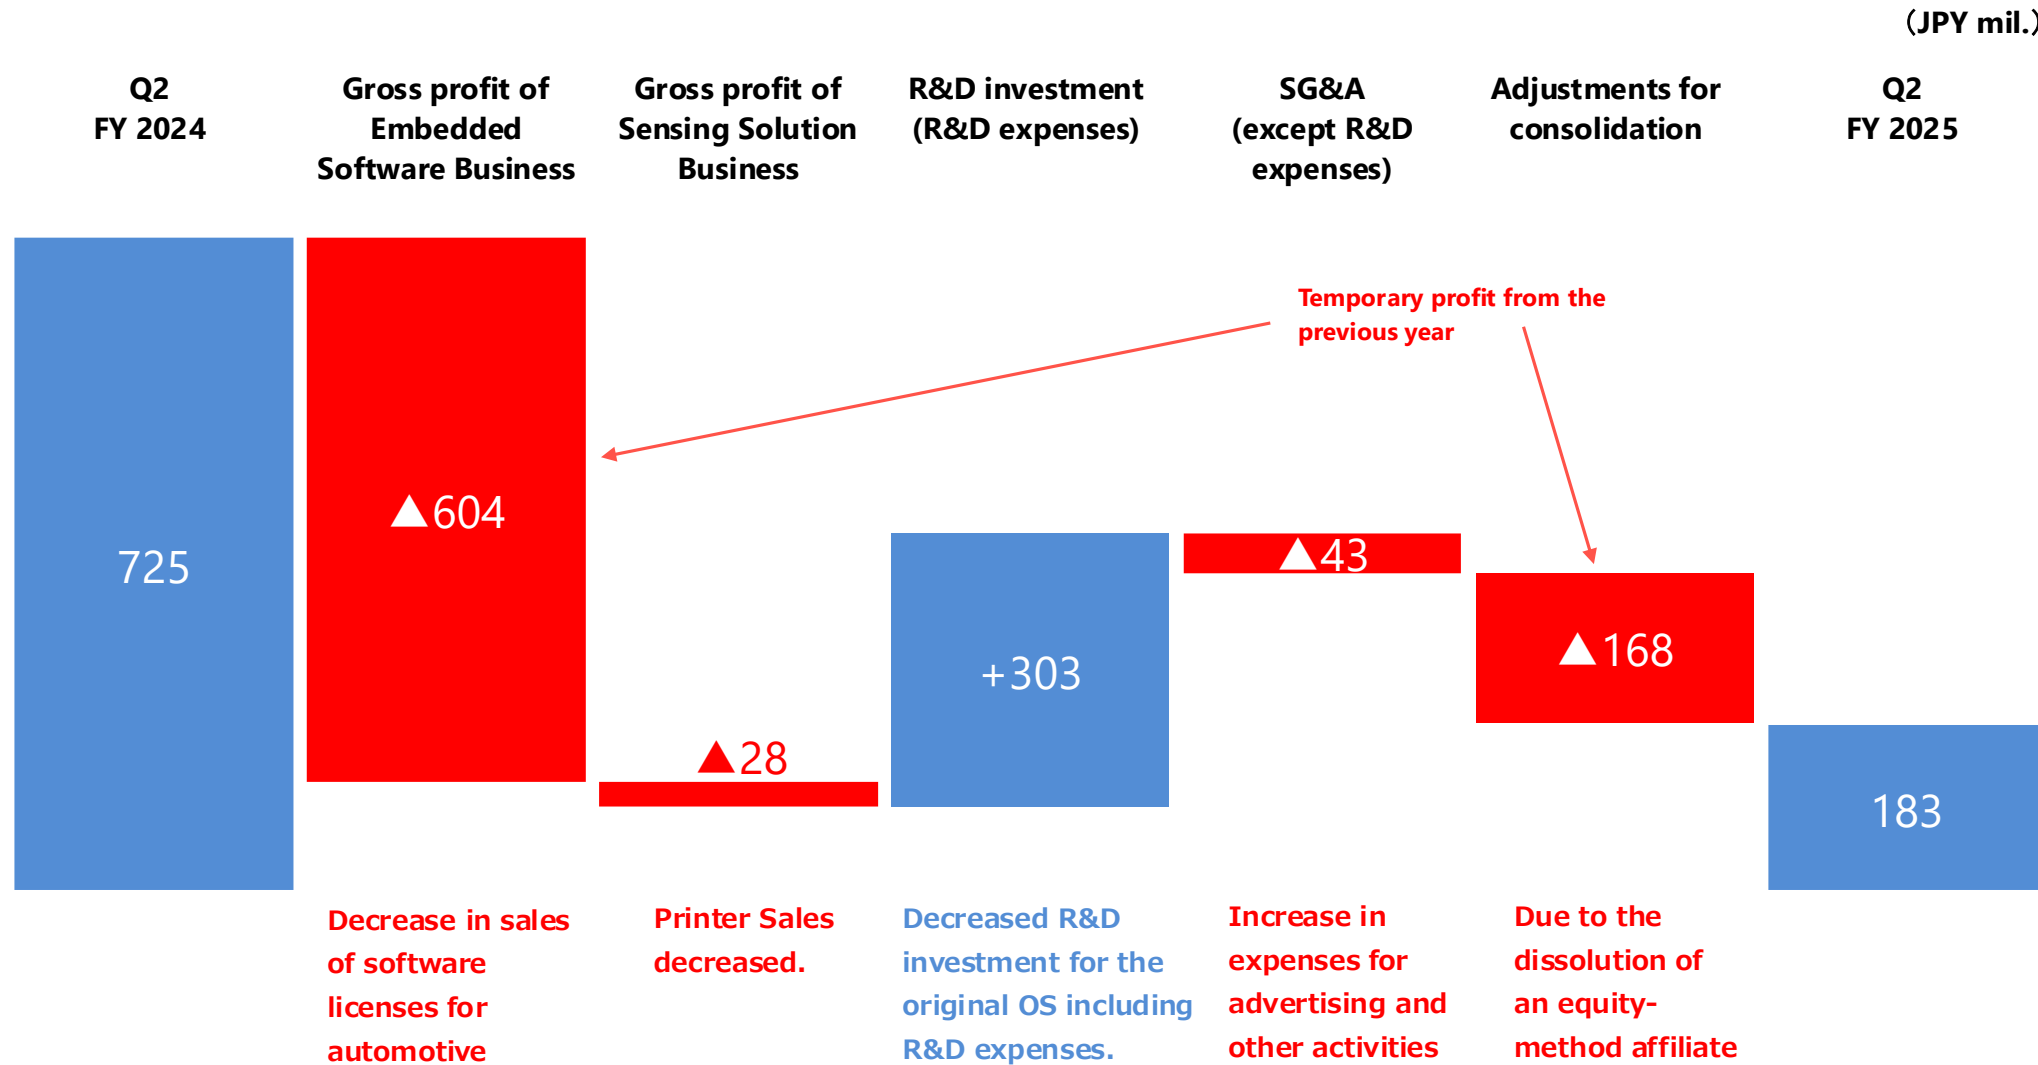 （JPY mil.）
Q2
FY 2024
Gross profit of
Embedded
Software Business
Gross profit of
Sensing Solution
Business
R&D investment
(R&D expenses)
SG&A
(except R&D
expenses)
Adjustments for
consolidation
Q2
FY 2025
Temporary profit from the
previous year
725
▲604
▲28
+303
▲43
▲168
183
Decrease in sales
of software
licenses for
automotive
Printer Sales
decreased.
Decreased R&D
investment for the
original OS including
R&D expenses.
Increase in
expenses for
advertising and
other activities
Due to the
dissolution of
an equity-
method affiliate